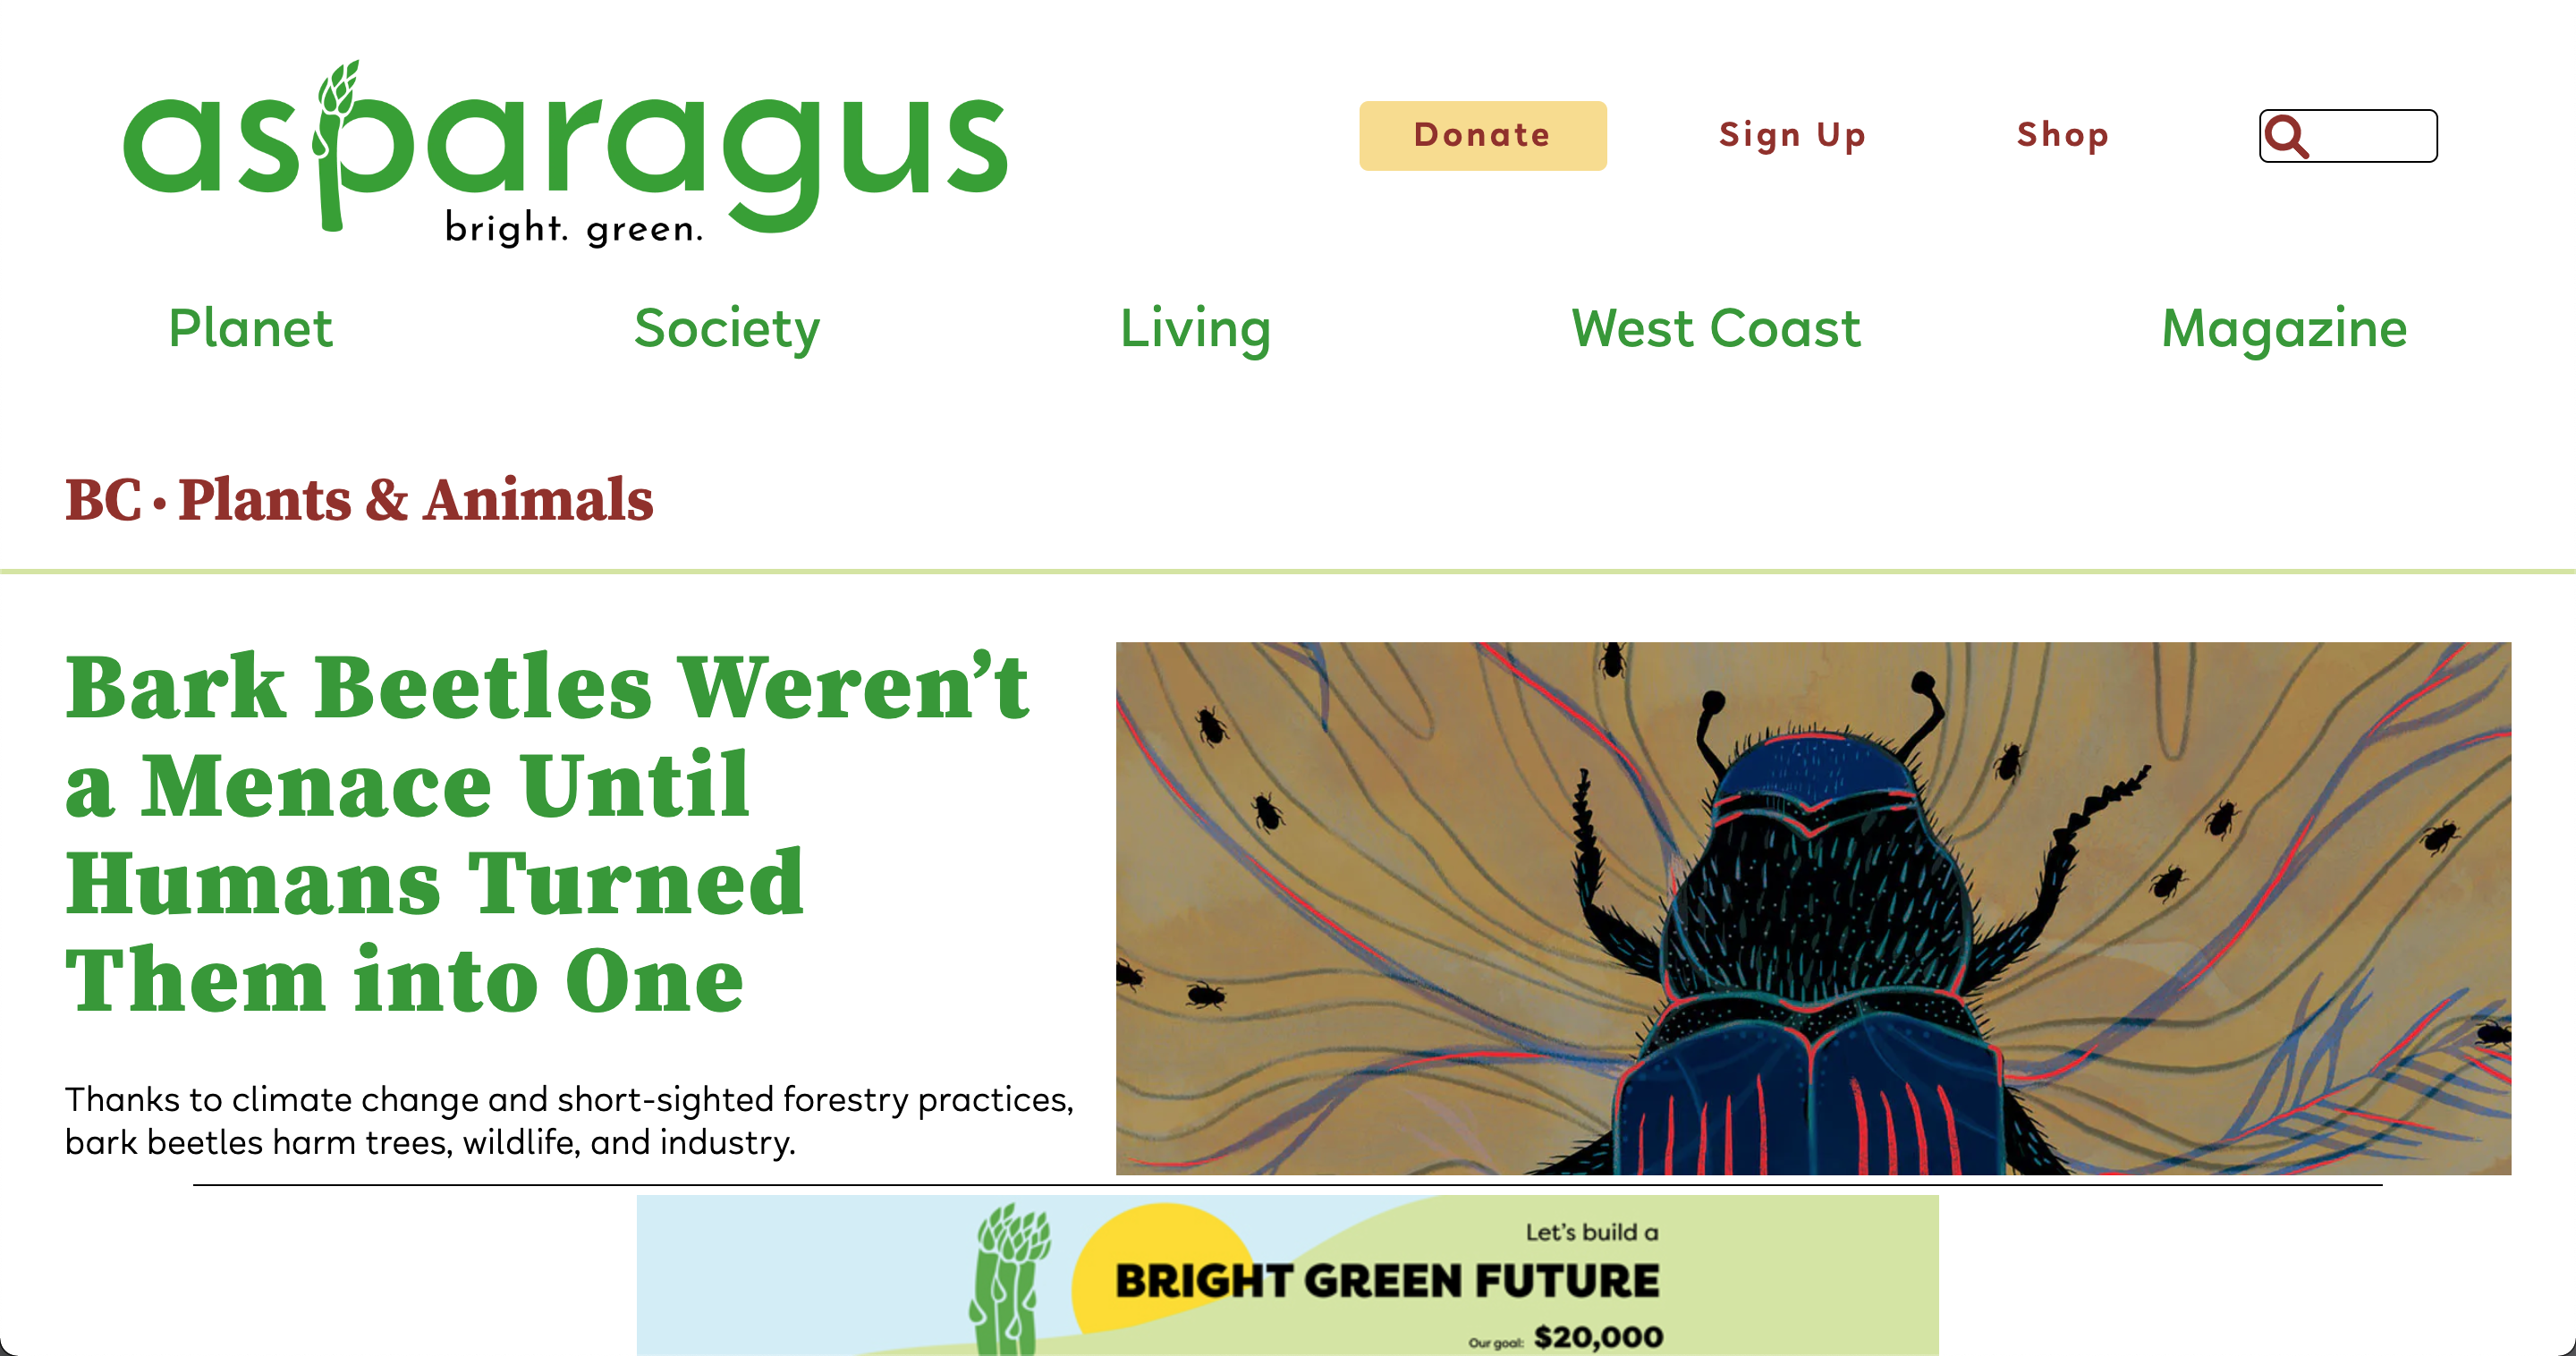 asparagus
bright. green.
Donate
Sign Up
Shop
Planet
Society
Living
West Coast
Magazine
BC · Plants & Animals
Bark Beetles Weren’t
a Menace Until
Humans Turned
Them into One
Thanks to climate change and short-sighted forestry practices,
bark beetles harm trees, wildlife, and industry.
Let’s build a
BRIGHT GREEN FUTURE
Our goal: $20,000